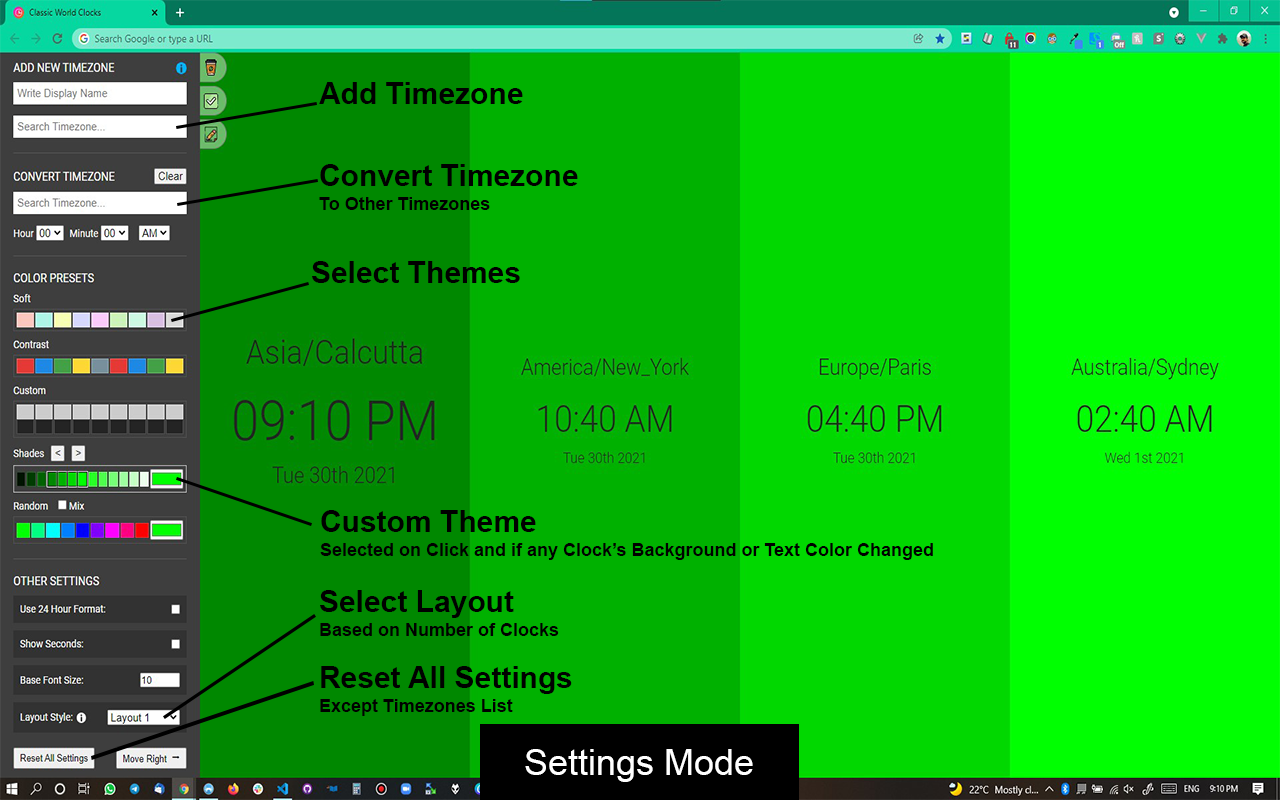 Classic World Clocks
Search Google or type a URL
11
1
Off
ADD NEW TIMEZONE
Write Display Name
Search Timezone...
Add Timezone
CONVERT TIMEZONE
Clear
Search Timezone...
Convert Timezone
To Other Timezones
Hour 00 Minute 00 AM
COLOR PRESETS
Select Themes
Soft
Contrast
Custom
Shades < >
Random Mix
Asia/Calcutta
09:10 PM
Tue 30th 2021
America/New_York
10:40 AM
Tue 30th 2021
Europe/Paris
04:40 PM
Tue 30th 2021
Australia/Sydney
02:40 AM
Wed 1st 2021
Custom Theme
Selected on Click and if any Clock's Background or Text Color Changed
OTHER SETTINGS
Use 24 Hour Format:
Show Seconds:
Base Font Size: 10
Layout Style: Layout 1
Select Layout
Based on Number of Clocks
Reset All Settings
Except Timezones List
Reset All Settings
Move Right
Settings Mode
22°C Mostly cl...
ENG
9:10 PM